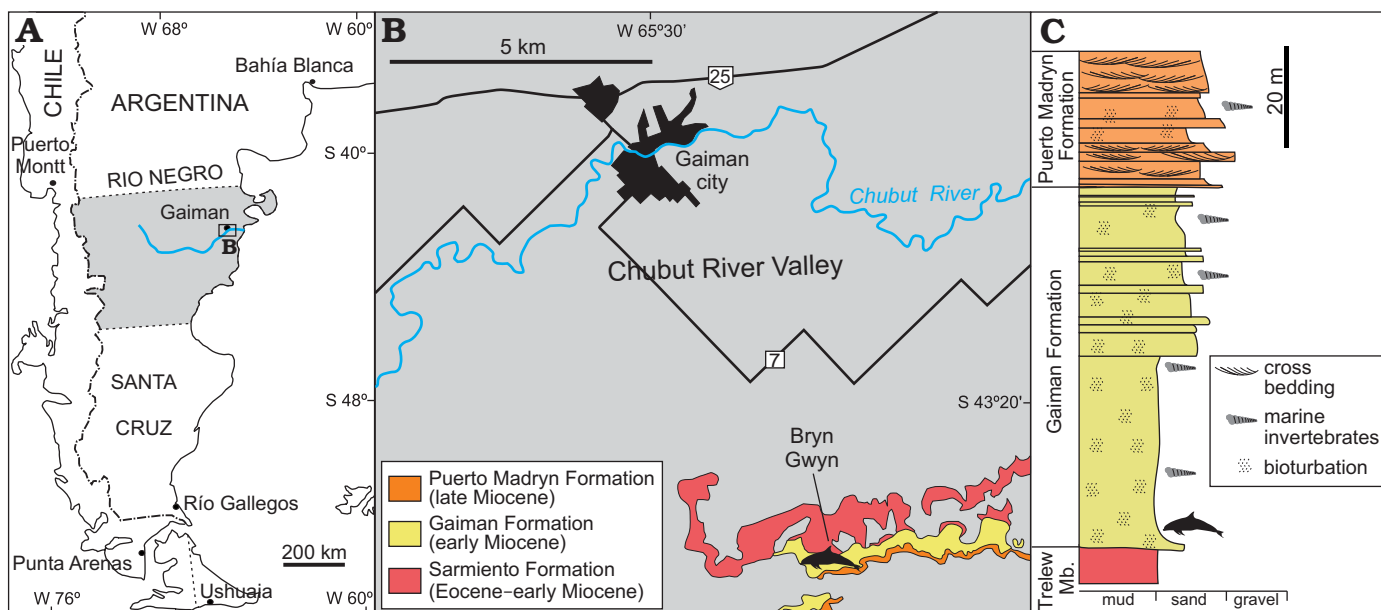 A
W 68º
W 60º
Bahía Blanca
CHILE
ARGENTINA
Puerto
Montt
S 40º
RIO NEGRO
Gaiman
B
SANTA
CRUZ
S 48º
Río Gallegos
Punta Arenas
200 km
Ushuaia
W 76º
W 60º
B
W 65º30'
5 km
25
Gaiman
city
Chubut River
Chubut River Valley
7
S 43º20'
Bryn
Gwyn
Puerto Madryn Formation
(late Miocene)
Gaiman Formation
(early Miocene)
Sarmiento Formation
(Eocene–early Miocene)
C
Puerto Madryn
Formation
20 m
Gaiman Formation
cross
bedding
marine
invertebrates
bioturbation
Trelew
Mb.
mud
sand
gravel